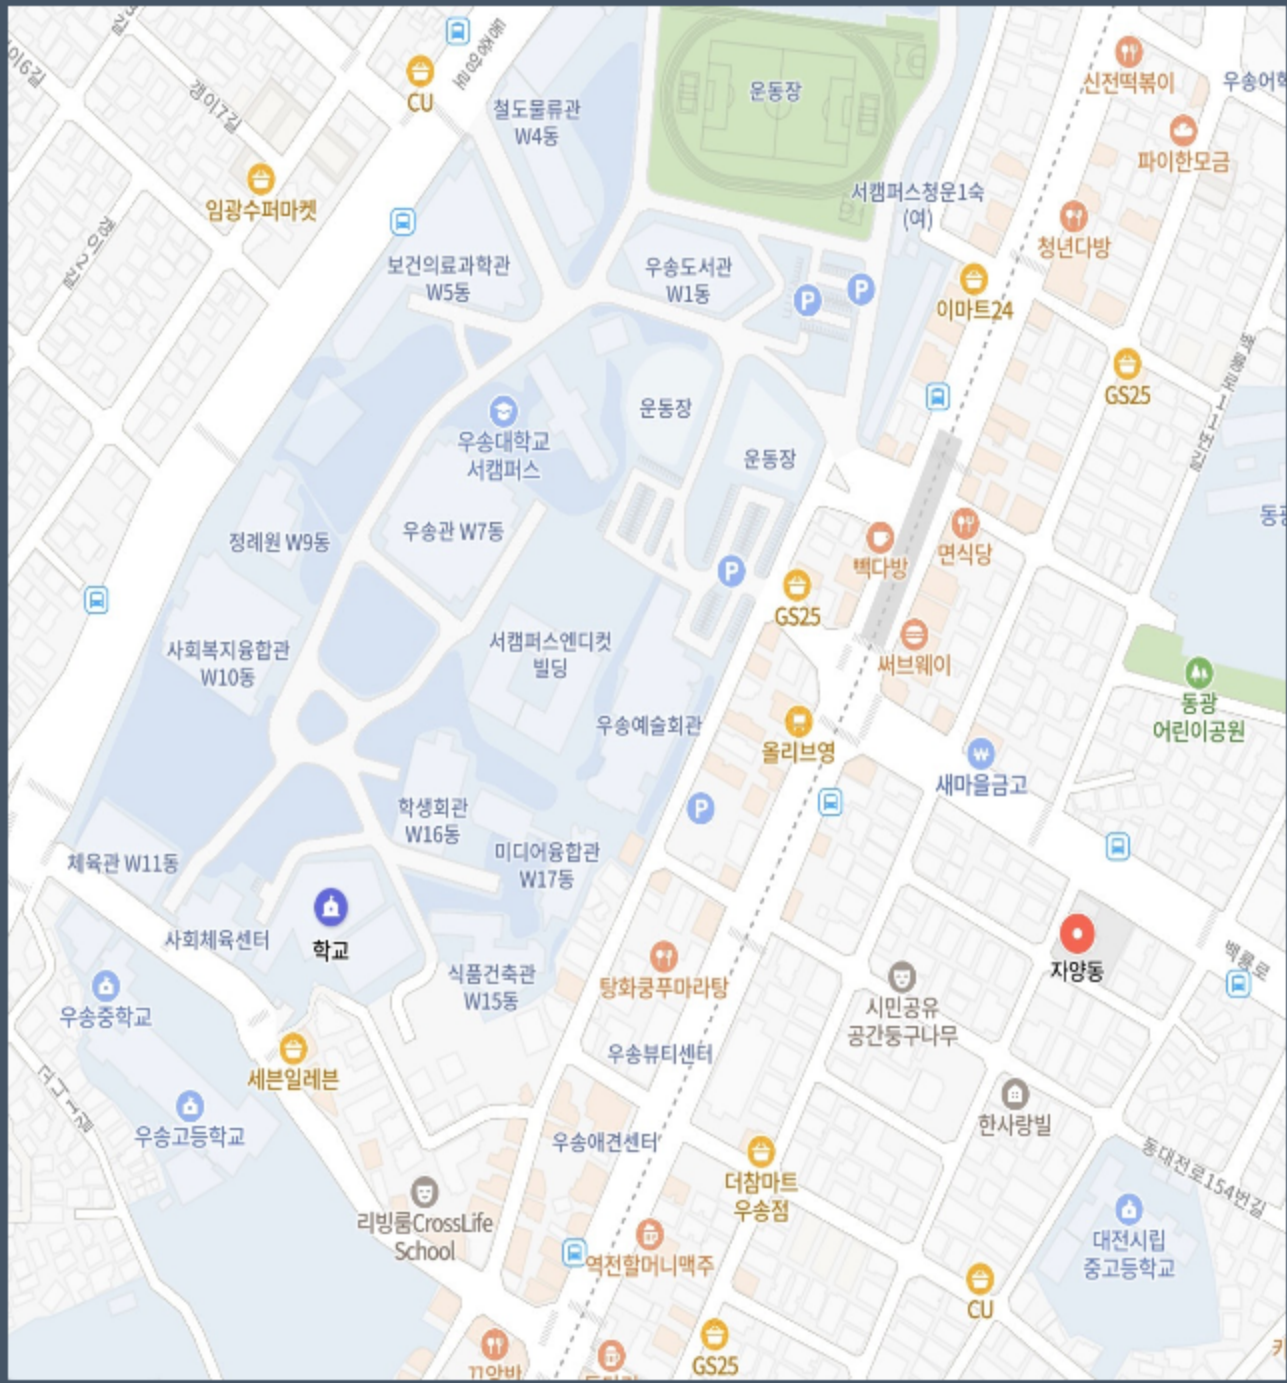 갱이7길
CU
철도물류관
W4동
운동장
신전떡볶이
파이한모금
임광수퍼마켓
서캠퍼스청운1숙
(여)
청년다방
갱이2길
보건의료과학관
W5동
우송도서관
W1동
P
P
이마트24
GS25
운동장
우송대학교
서캠퍼스
운동장
정례원 W9동
우송관 W7동
빽다방
면식당
P
GS25
사회복지융합관
W10동
서캠퍼스엔디컷
빌딩
써브웨이
우송예술회관
올리브영
동광
어린이공원
새마을금고
학생회관
W16동
P
미디어융합관
W17동
체육관 W11동
사회체육센터
학교
식품건축관
W15동
탕화쿵푸마라탕
자양동
백룡로
우송중학교
시민공유
공간둥구나무
우송뷰티센터
세븐일레븐
우송고등학교
한사랑빌
우송애견센터
더참마트
우송점
동대전로154번길
리빙룸CrossLife
School
역전할머니맥주
대전시립
중고등학교
CU
GS25